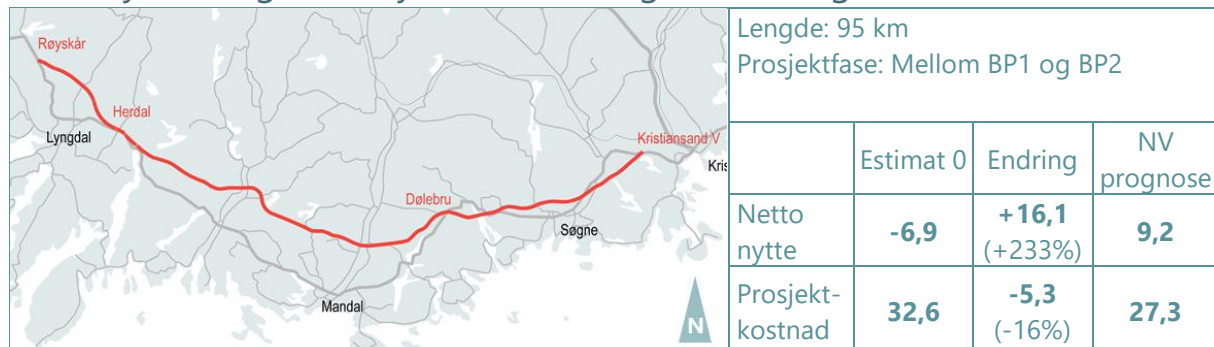 Røyskår
Herdal
Lyngdal
Kristiansand V
Kris
Dølebru
Søgne
Mandal
N
Lengde: 95 km
Prosjektfase: Mellom BP1 og BP2
Estimat 0 Endring NV
prognose
Netto
nytte -6,9 +16,1
(+233%) 9,2
Prosjekt-
kostnad 32,6 -5,3
(-16%) 27,3